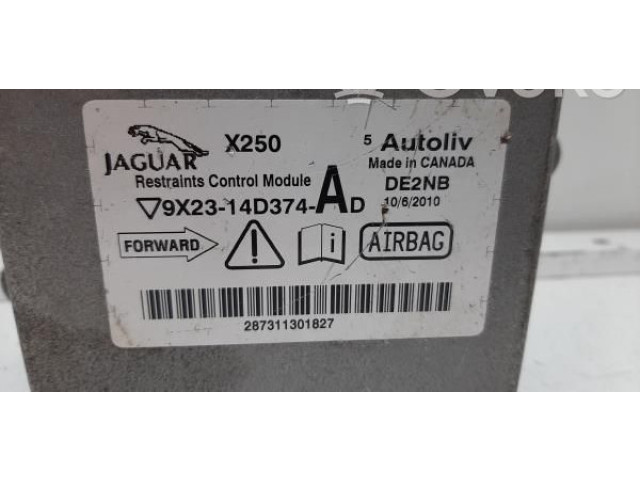 JAGUAR
X250
5 Autoliv
Made in CANADA
Restraints Control Module
DE2NB
9X23-14D374-AD
10/6/2010
FORWARD
i
AIRBAG
287311301827